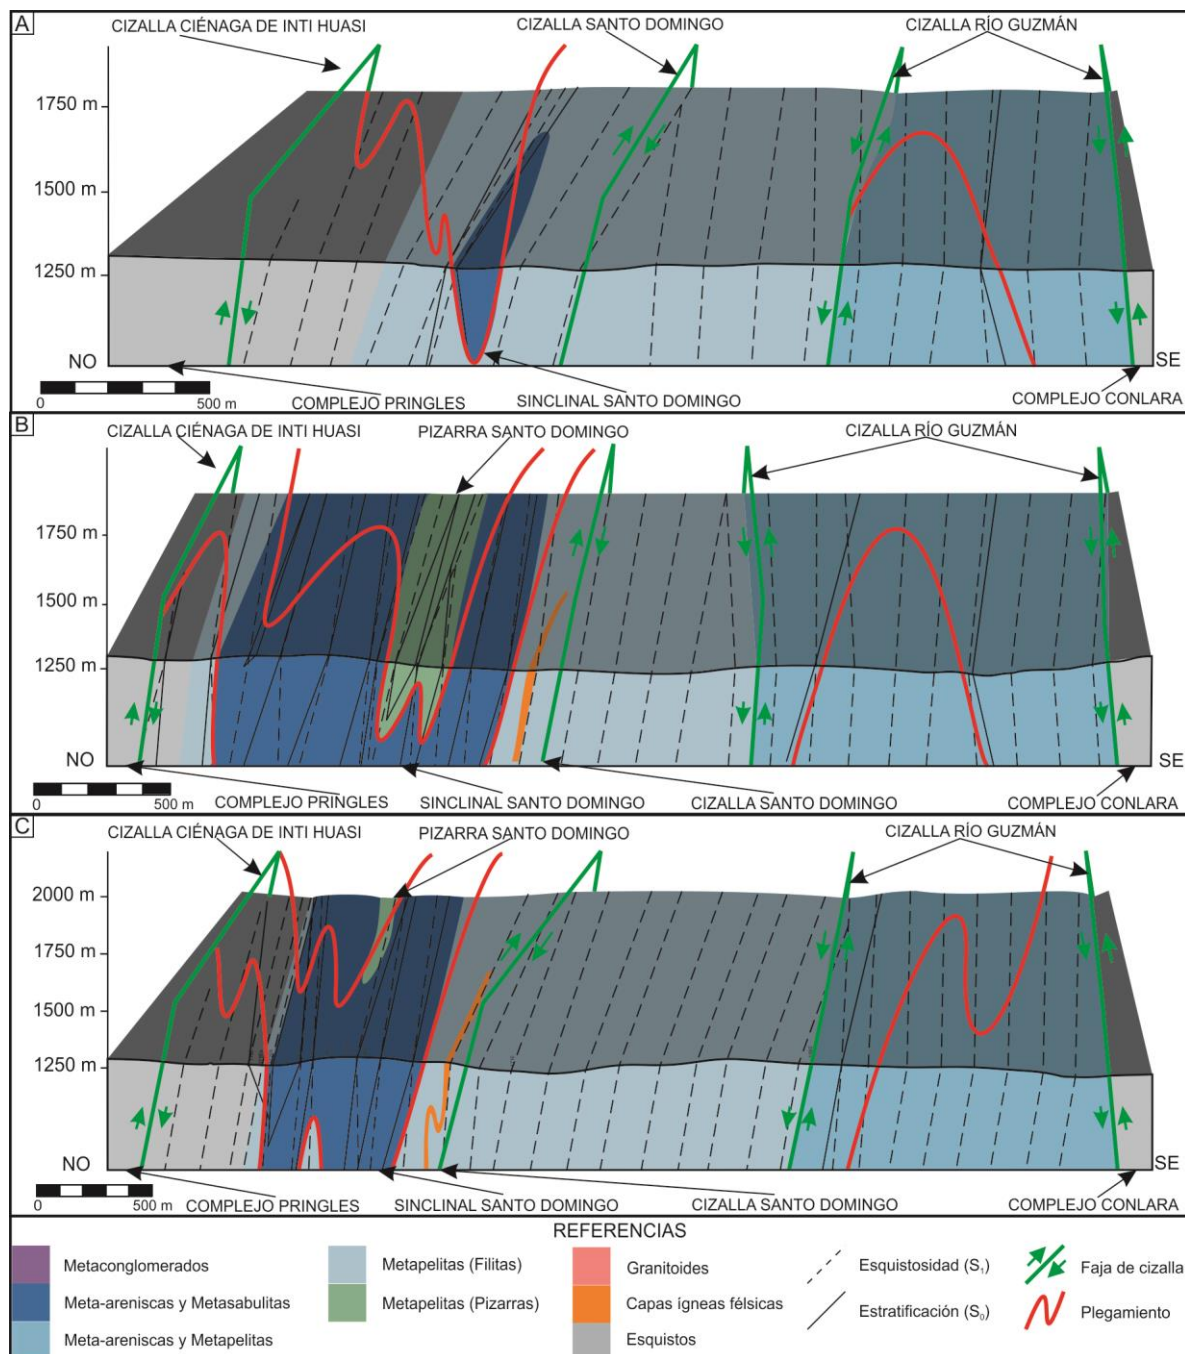 A
CIZALLA CIÉNAGA DE INTI HUASI
CIZALLA SANTO DOMINGO
CIZALLA RÍO GUZMÁN
1750 m
1500 m
1250 m
NO
SE
0
500 m
COMPLEJO PRINGLES
SINCLINAL SANTO DOMINGO
COMPLEJO CONLARA
B
CIZALLA CIÉNAGA DE INTI HUASI
PIZARRA SANTO DOMINGO
CIZALLA RÍO GUZMÁN
1750 m
1500 m
1250 m
NO
SE
0
500 m
COMPLEJO PRINGLES
SINCLINAL SANTO DOMINGO
CIZALLA SANTO DOMINGO
COMPLEJO CONLARA
C
CIZALLA CIÉNAGA DE INTI HUASI
PIZARRA SANTO DOMINGO
CIZALLA RÍO GUZMÁN
2000 m
1750 m
1500 m
1250 m
NO
SE
0
500 m
COMPLEJO PRINGLES
SINCLINAL SANTO DOMINGO
CIZALLA SANTO DOMINGO
COMPLEJO CONLARA
REFERENCIAS
Metaconglomerados
Meta-areniscas y Metasabulitas
Meta-areniscas y Metapelitas
Metapelitas (Filitas)
Metapelitas (Pizarras)
Granitoides
Capas ígneas félsicas
Esquistos
Esquistosidad (S₁)
Estratificación (S₀)
Faja de cizalla
Plegamiento